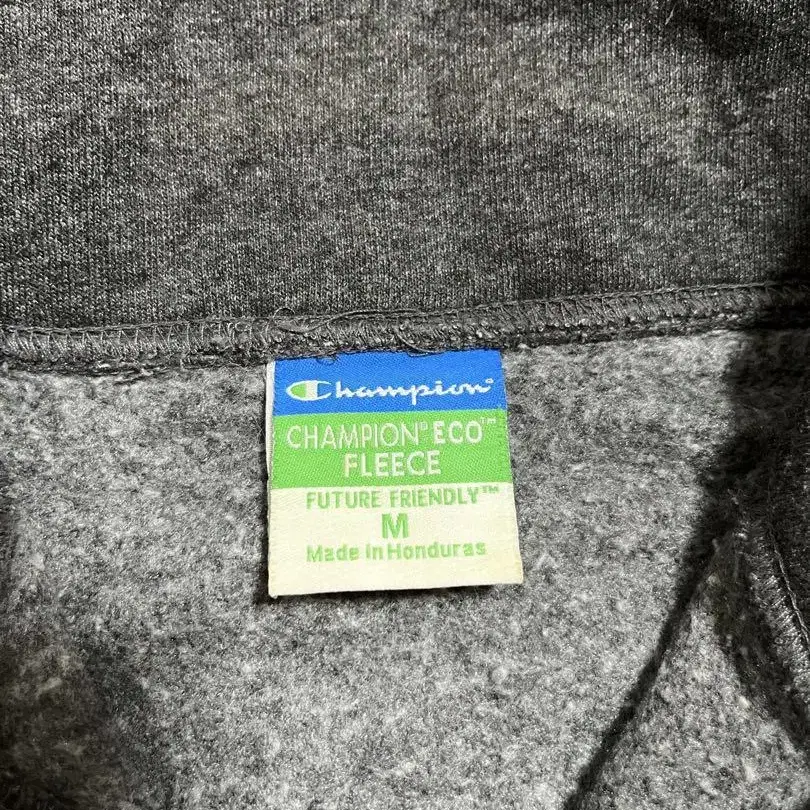 Champion®
CHAMPION® ECO™
FLEECE
FUTURE FRIENDLY™
M
Made in Honduras